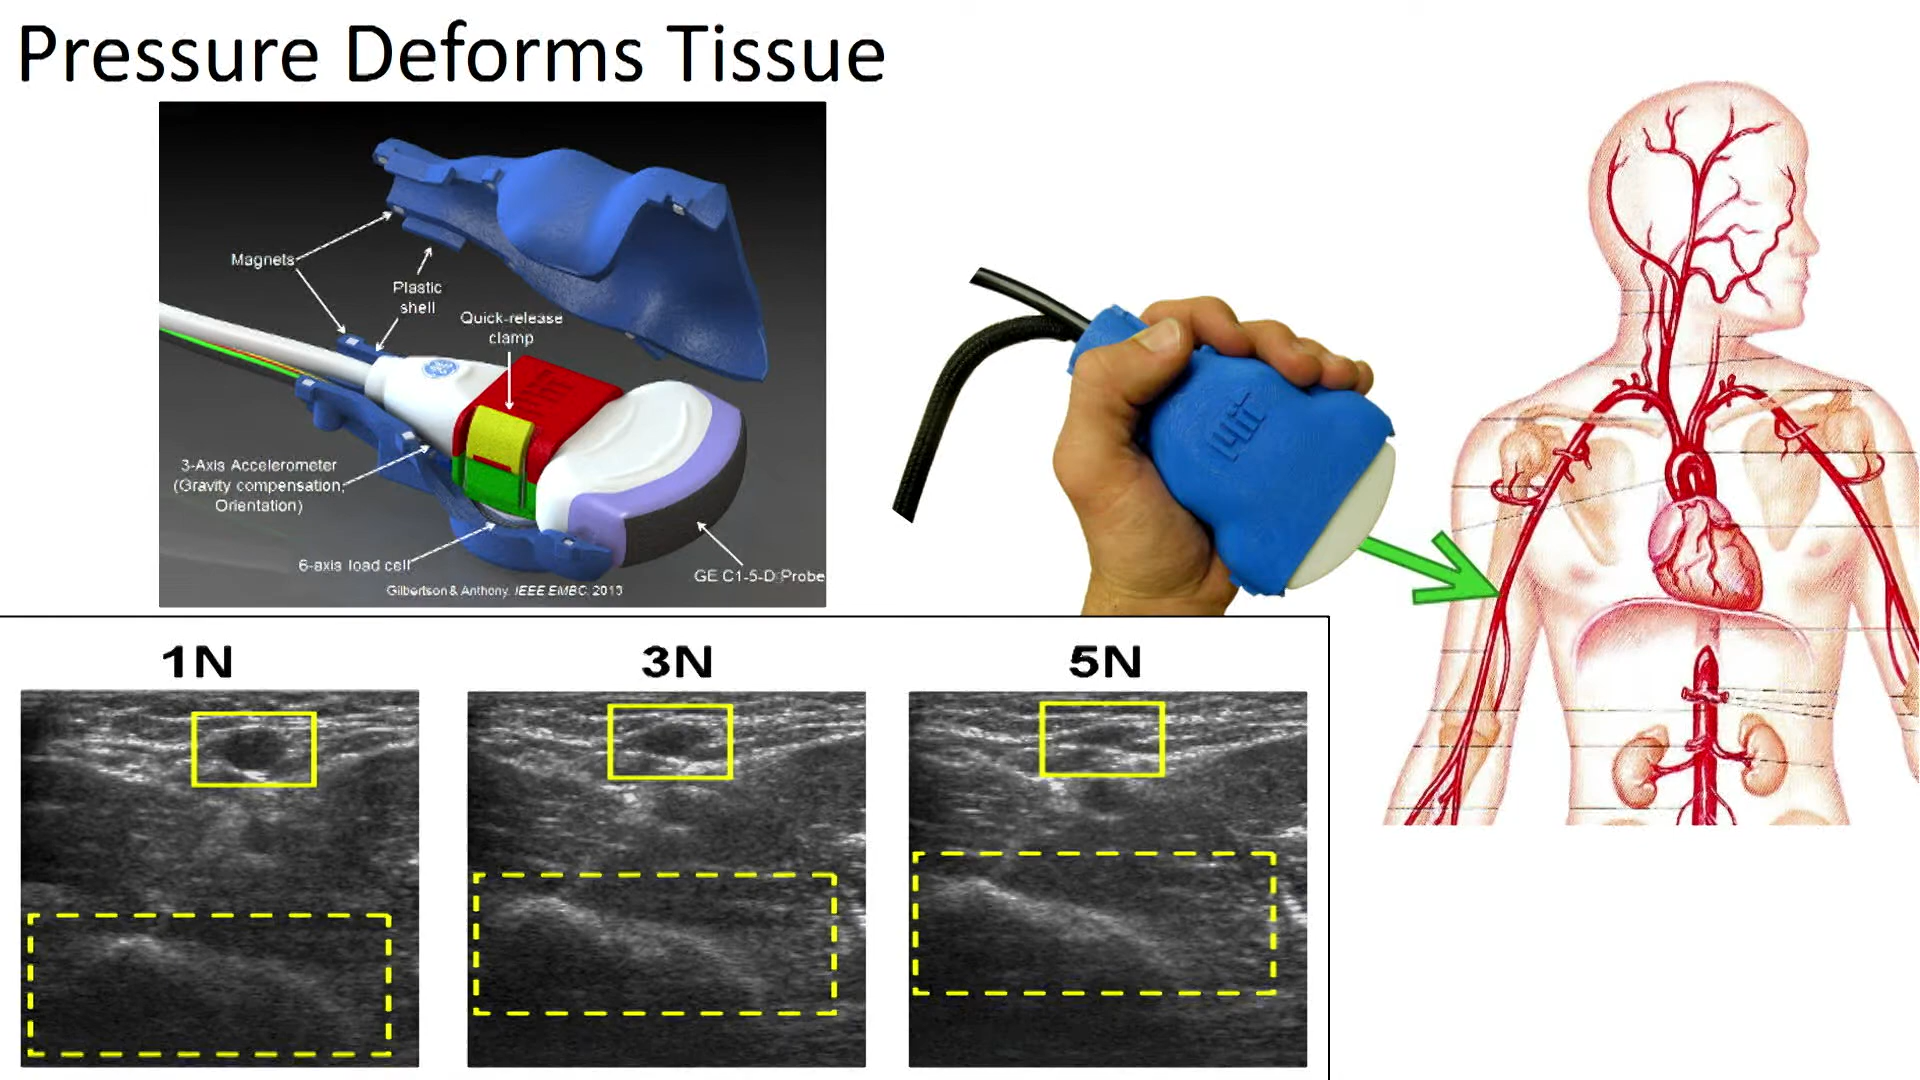 Pressure Deforms Tissue
Magnets
Plastic
shell
Quick-release
clamp
3-Axis Accelerometer
(Gravity compensation,
Orientation)
6-axis load cell
GE C1-5-D Probe
Gilbertson & Anthony. IEEE EMBC. 2013
MIT
1N
3N
5N